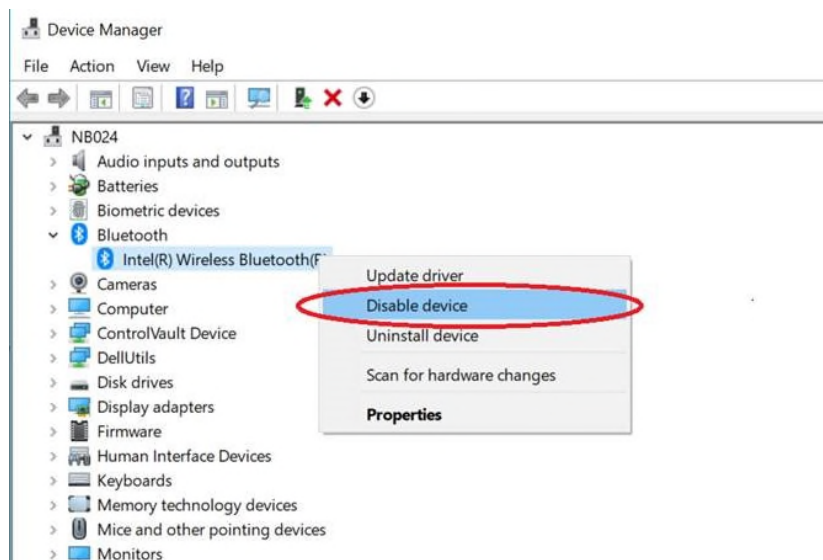 Device Manager
File Action View Help
NB024
Audio inputs and outputs
Batteries
Biometric devices
Bluetooth
Intel(R) Wireless Bluetooth(R)
Cameras
Computer
ControlVault Device
DellUtils
Disk drives
Display adapters
Firmware
Human Interface Devices
Keyboards
Memory technology devices
Mice and other pointing devices
Monitors
Update driver
Disable device
Uninstall device
Scan for hardware changes
Properties